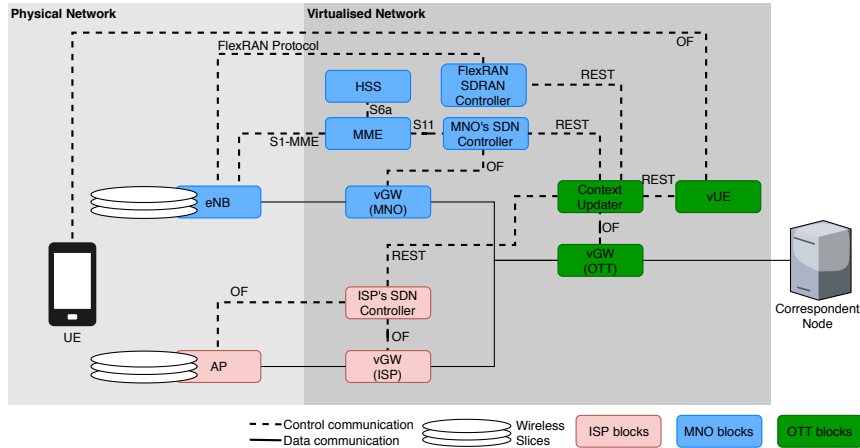 Physical Network
Virtualised Network
FlexRAN Protocol
OF
HSS
FlexRAN
SDRAN
Controller
REST
S6a
MME
S11
MNO's SDN
Controller
REST
S1-MME
OF
eNB
vGW
(MNO)
Context
Updater
REST
vUE
OF
REST
vGW
(OTT)
UE
OF
ISP's SDN
Controller
Correspondent
Node
OF
AP
vGW
(ISP)
Control communication
Data communication
Wireless
Slices
ISP blocks
MNO blocks
OTT blocks